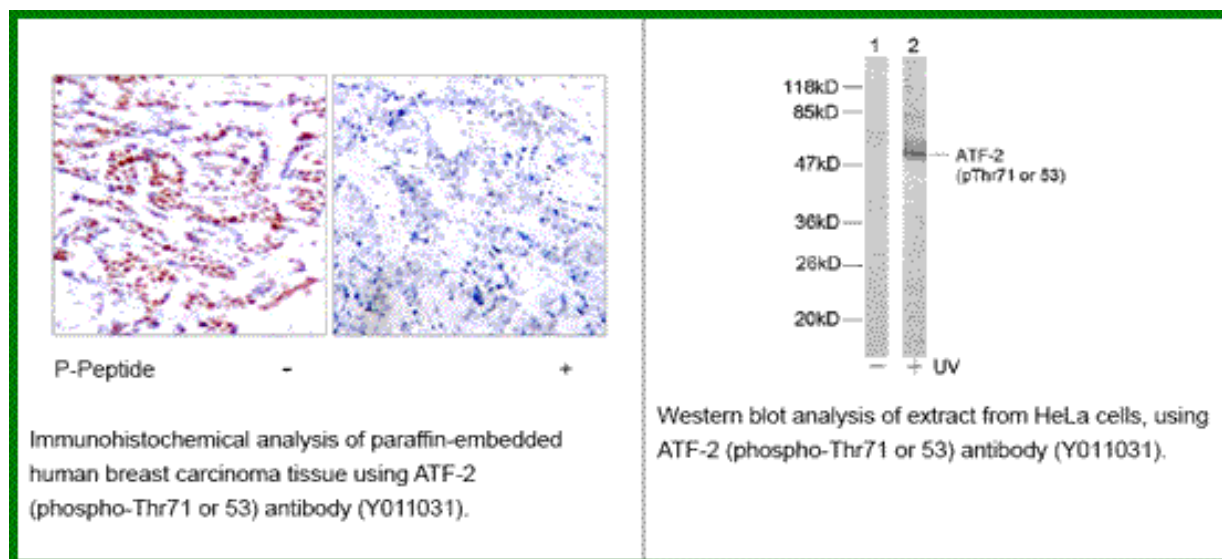 P-Peptide - +
Immunohistochemical analysis of paraffin-embedded
human breast carcinoma tissue using ATF-2
(phospho-Thr71 or 53) antibody (Y011031).
1 2
118kD
85kD
ATF-2
47kD
(pThr71 or 53)
36kD
26kD
20kD
- + UV
Western blot analysis of extract from HeLa cells, using
ATF-2 (phospho-Thr71 or 53) antibody (Y011031).